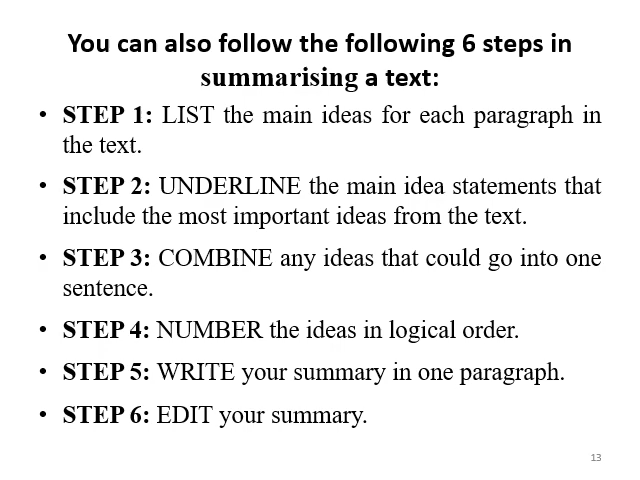 You can also follow the following 6 steps in
summarising a text:
• STEP 1: LIST the main ideas for each paragraph in
the text.
• STEP 2: UNDERLINE the main idea statements that
include the most important ideas from the text.
• STEP 3: COMBINE any ideas that could go into one
sentence.
• STEP 4: NUMBER the ideas in logical order.
• STEP 5: WRITE your summary in one paragraph.
• STEP 6: EDIT your summary.
13